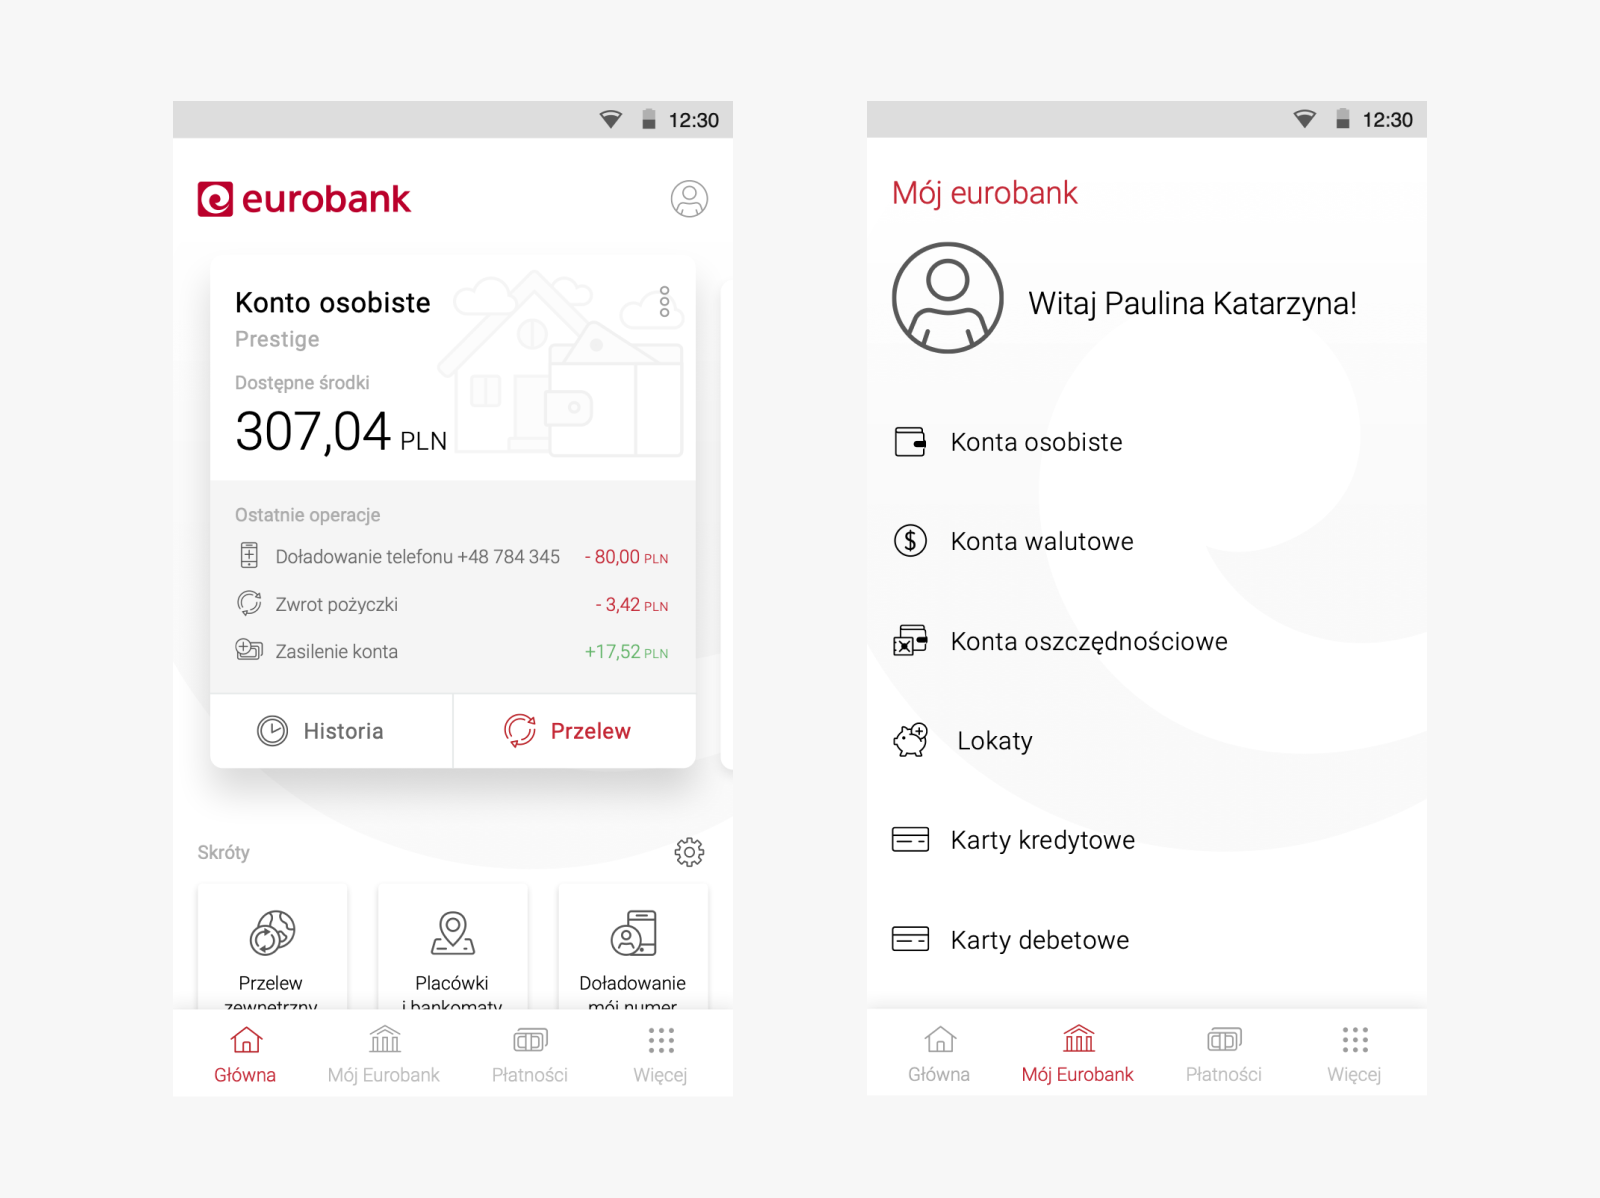 12:30
eurobank
Konto osobiste
Prestige
Dostępne środki
307,04 PLN
Ostatnie operacje
Doładowanie telefonu +48 784 345 - 80,00 PLN
Zwrot pożyczki - 3,42 PLN
Zasilenie konta +17,52 PLN
Historia Przelew
Skróty
Przelew zewnętrzny
Placówki i bankomaty
Doładowanie mój numer
Główna Mój Eurobank Płatności Więcej
12:30
Mój eurobank
Witaj Paulina Katarzyna!
Konta osobiste
Konta walutowe
Konta oszczędnościowe
Lokaty
Karty kredytowe
Karty debetowe
Główna Mój Eurobank Płatności Więcej